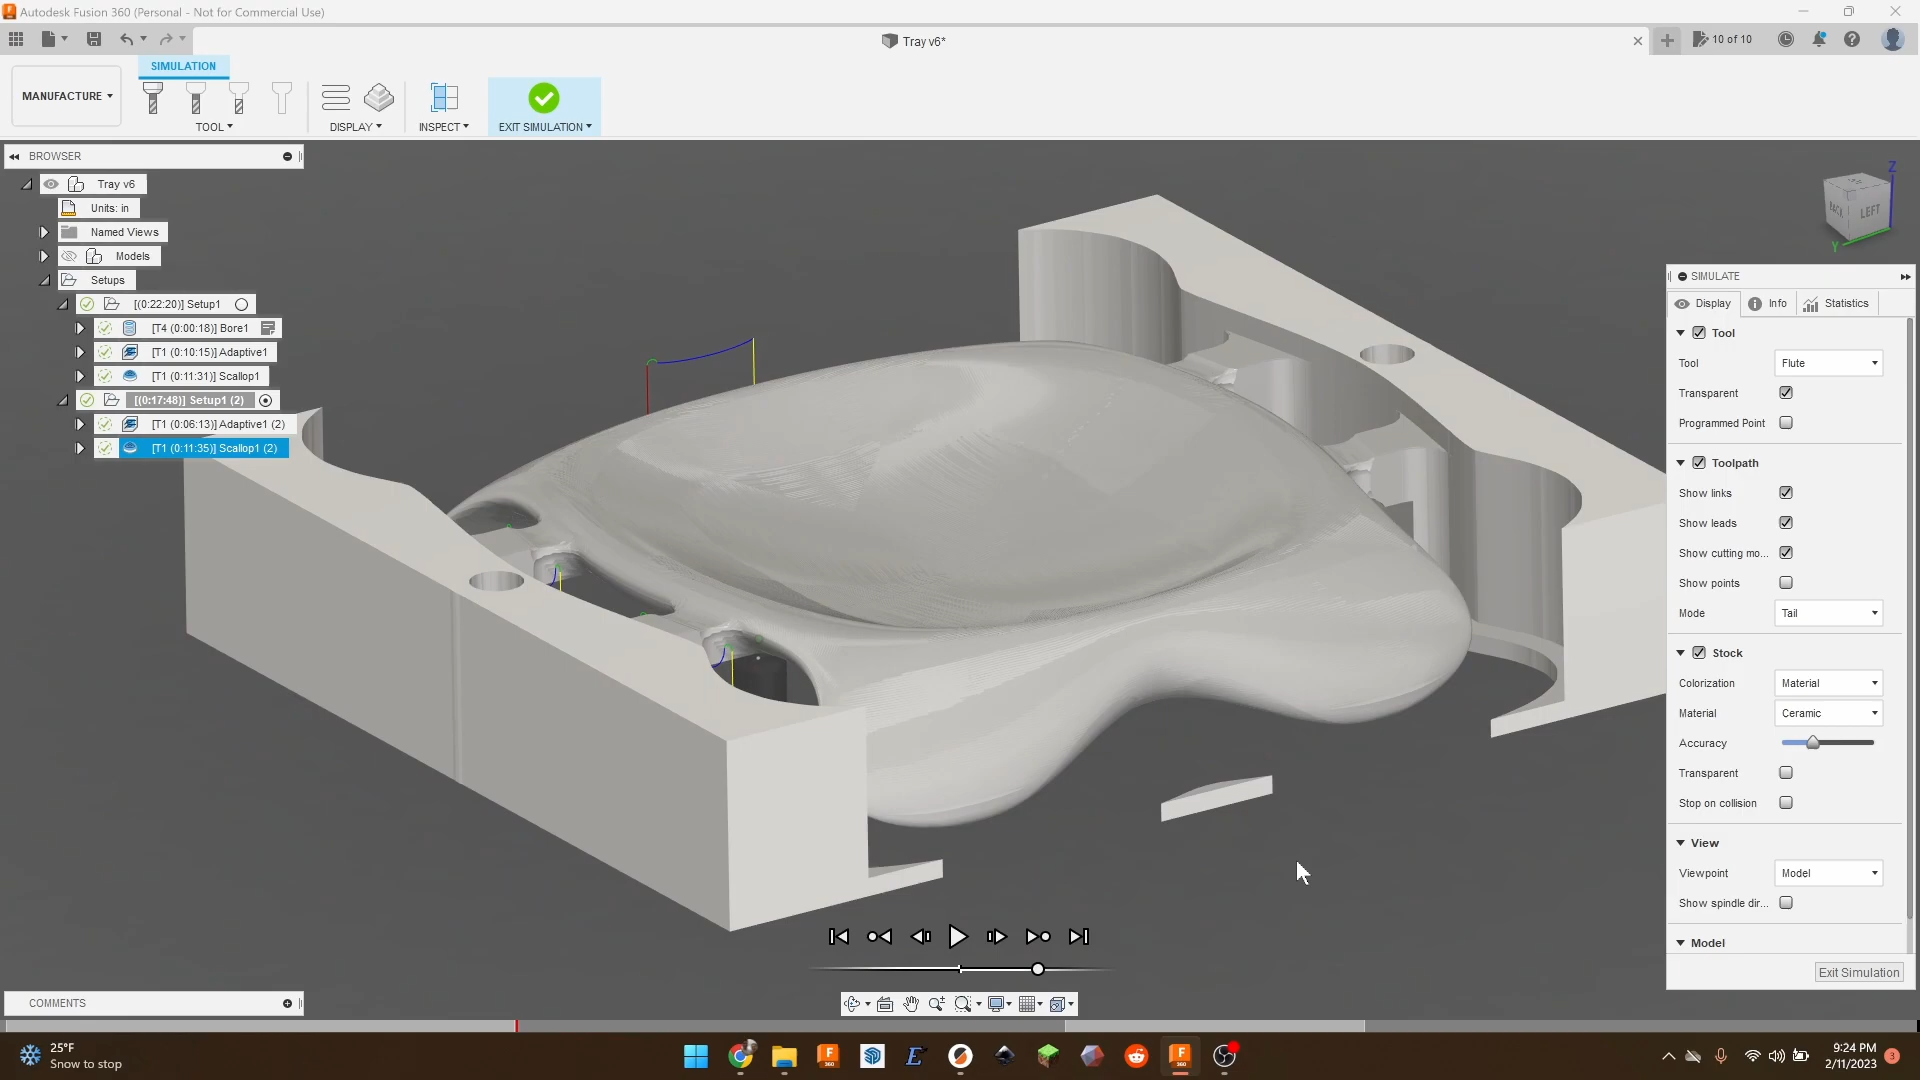 Autodesk Fusion 360 (Personal - Not for Commercial Use)
Tray v6*
10 of 10
SIMULATION
MANUFACTURE
TOOL
DISPLAY
INSPECT
EXIT SIMULATION
BROWSER
Tray v6
Units: in
Named Views
Models
Setups
[(0:22:20)] Setup1
[T4 (0:00:18)] Bore1
[T1 (0:10:15)] Adaptive1
[T1 (0:11:31)] Scallop1
[(0:17:48)] Setup1 (2)
[T1 (0:06:13)] Adaptive1 (2)
[T1 (0:11:35)] Scallop1 (2)
Z
BACK
LEFT
Y
SIMULATE
Display
Info
Statistics
Tool
Tool
Flute
Transparent
Programmed Point
Toolpath
Show links
Show leads
Show cutting mo...
Show points
Mode
Tail
Stock
Colorization
Material
Material
Ceramic
Accuracy
Transparent
Stop on collision
View
Viewpoint
Model
Show spindle dir...
Model
Exit Simulation
COMMENTS
25°F
Snow to stop
9:24 PM
2/11/2023
3